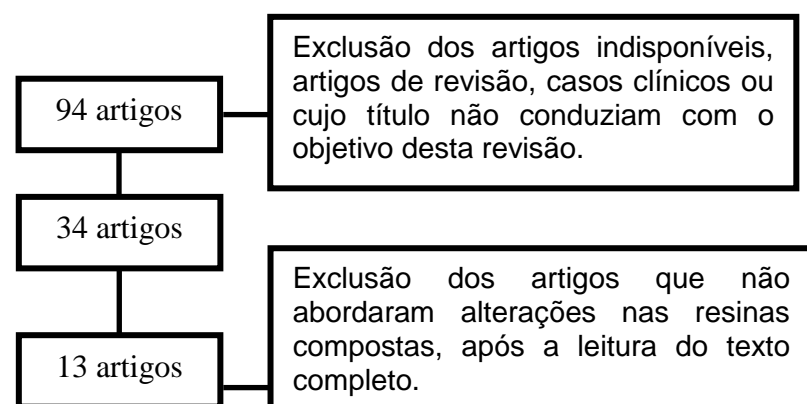 94 artigos
Exclusão dos artigos indisponíveis,
artigos de revisão, casos clínicos ou
cujo título não conduziam com o
objetivo desta revisão.
34 artigos
13 artigos
Exclusão dos artigos que não
abordaram alterações nas resinas
compostas, após a leitura do texto
completo.